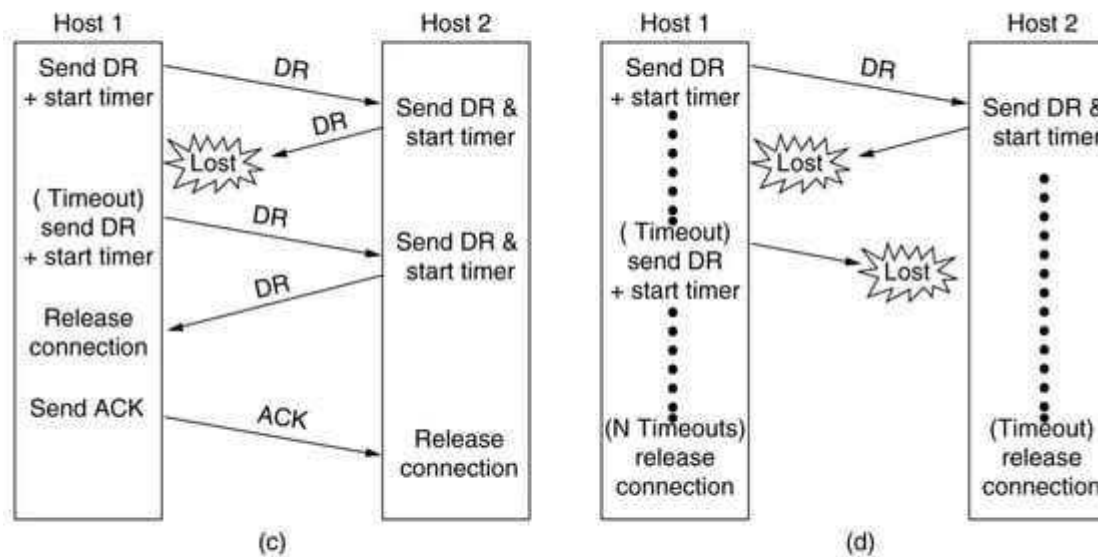 Host 1
Host 2
Send DR
+ start timer
DR
Send DR &
start timer
DR
Lost
( Timeout)
send DR
+ start timer
DR
Send DR &
start timer
DR
Release
connection
Send ACK
ACK
Release
connection
(c)
Host 1
Host 2
Send DR
+ start timer
DR
Send DR &
start timer
Lost
( Timeout)
send DR
+ start timer
Lost
(N Timeouts)
release
connection
(Timeout)
release
connection
(d)